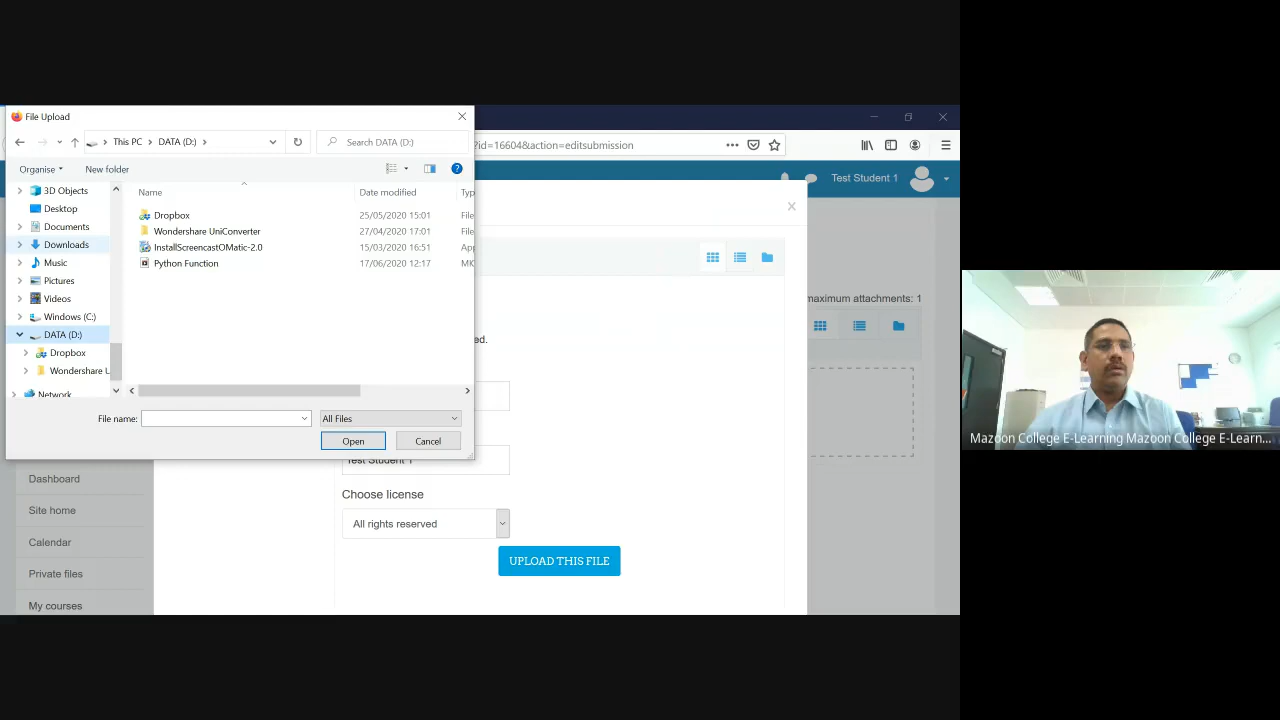 File Upload
This PC > DATA (D:) >
Search DATA (D:)
Organise
New folder
?
3D Objects
Desktop
Documents
Downloads
Music
Pictures
Videos
Windows (C:)
DATA (D:)
Dropbox
Wondershare U
Network
Name Date modified Typ
Dropbox 25/05/2020 15:01 File
Wondershare UniConverter 27/04/2020 17:01 File
InstallScreencastOMatic-2.0 15/03/2020 16:51 App
Python Function 17/06/2020 12:17 MK
File name:
All Files
Open
Cancel
?id=16604&action=editsubmission
Test Student 1
maximum attachments: 1
ed.
Test Student 1
Choose license
All rights reserved
UPLOAD THIS FILE
Dashboard
Site home
Calendar
Private files
My courses
Mazoon College E-Learning Mazoon College E-Learn...